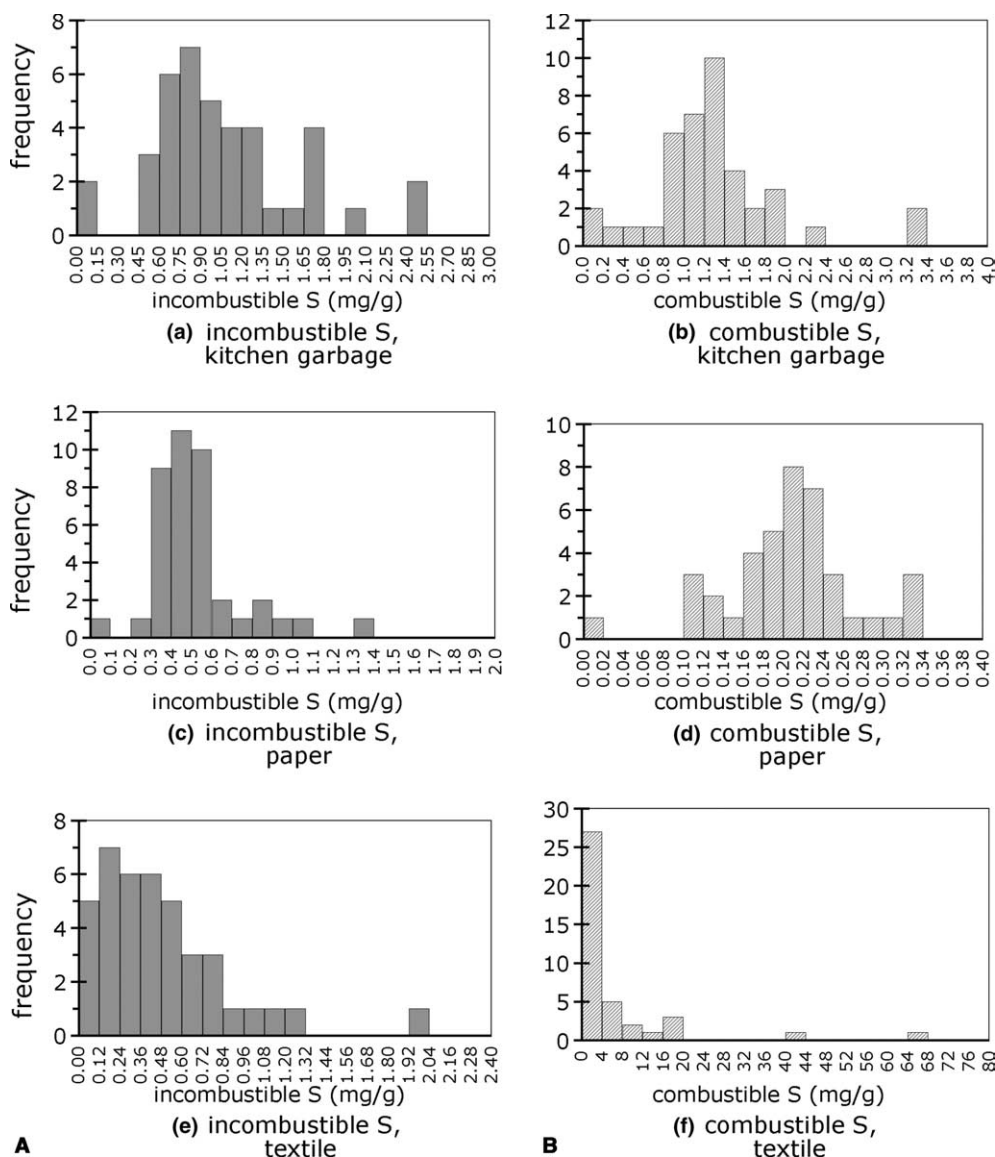 8
6
4
2
0
frequency
0.00 0.15 0.30 0.45 0.60 0.75 0.90 1.05 1.20 1.35 1.50 1.65 1.80 1.95 2.10 2.40 2.55 2.70 2.85 3.00
incombustible S (mg/g)
(a) incombustible S,
kitchen garbage
12
10
8
6
4
2
0
0.0 0.2 0.4 0.6 0.8 1.0 1.2 1.4 1.6 1.8 2.0 2.2 2.4 2.6 2.8 3.0 3.2 3.4 3.6 3.8 4.0
combustible S (mg/g)
(b) combustible S,
kitchen garbage
12
10
8
6
4
2
0
frequency
0.0 0.1 0.2 0.3 0.4 0.5 0.6 0.7 0.8 0.9 1.0 1.1 1.2 1.3 1.4 1.5 1.6 1.7 1.8 1.9 2.0
incombustible S (mg/g)
(c) incombustible S,
paper
10
8
6
4
2
0
0.00 0.02 0.04 0.06 0.08 0.10 0.12 0.14 0.16 0.18 0.20 0.22 0.24 0.26 0.28 0.30 0.31 0.34 0.36 0.38 0.40
combustible S (mg/g)
(d) combustible S,
paper
8
6
4
2
0
frequency
0.00 0.12 0.24 0.36 0.48 0.60 0.72 0.84 0.96 1.08 1.20 1.32 1.44 1.56 1.68 1.80 1.92 2.04 2.16 2.28 2.40
incombustible S (mg/g)
(e) incombustible S,
textile
A
30
25
20
15
10
5
0
0 4 8 12 16 20 24 28 32 36 40 44 48 52 56 60 64 68 72 76 80
combustible S (mg/g)
(f) combustible S,
textile
B